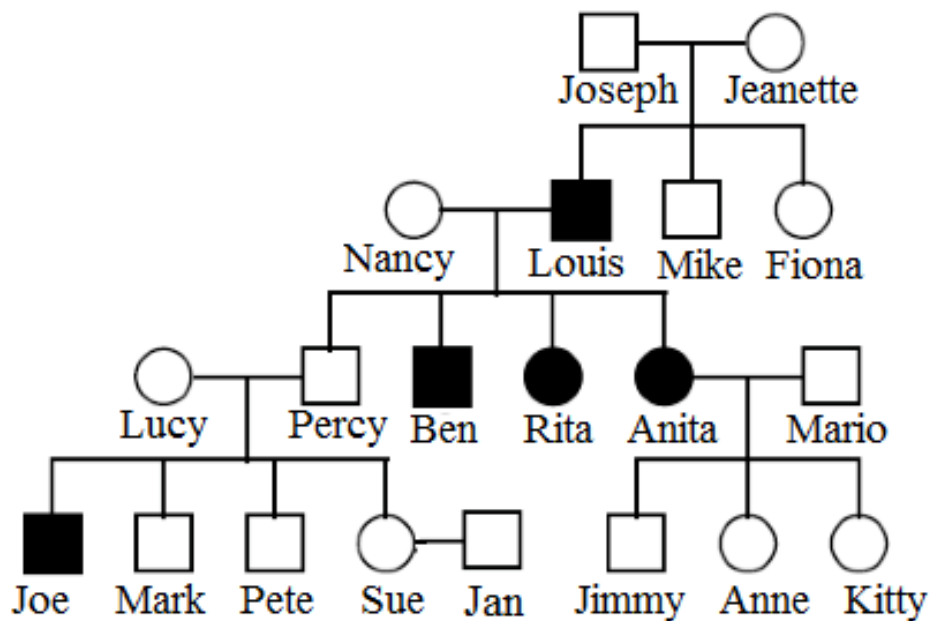 Joseph Jeanette
Nancy Louis Mike Fiona
Lucy Percy Ben Rita Anita Mario
Joe Mark Pete Sue Jan Jimmy Anne Kitty